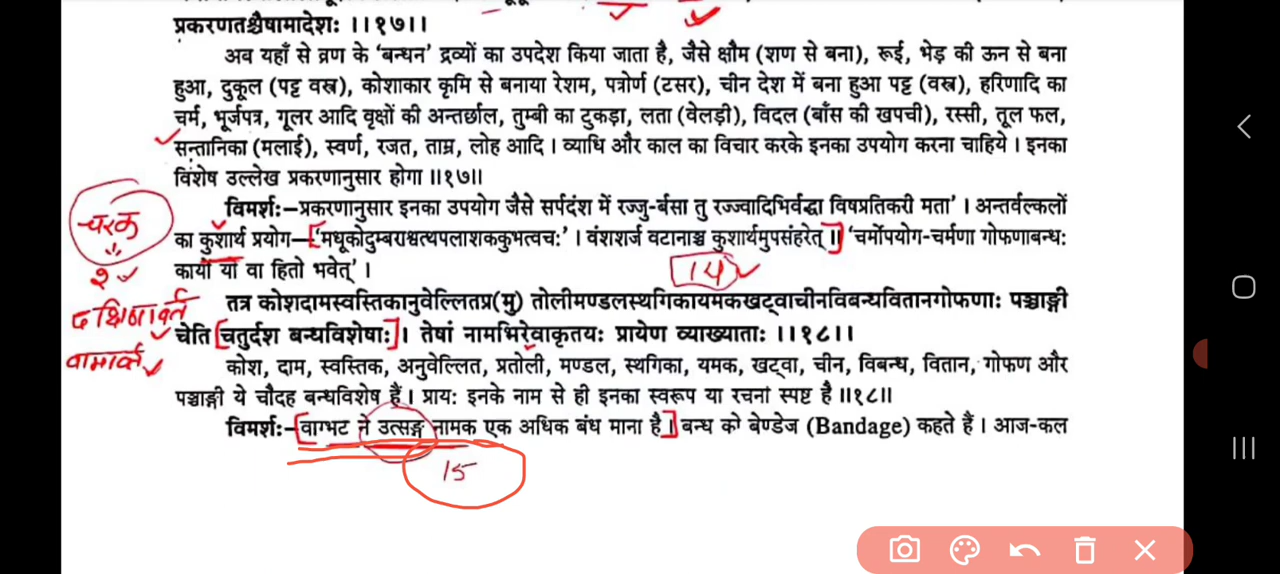 प्रकरणतश्चैषामादेशः ।।१७।।
अब यहाँ से व्रण के 'बन्धन' द्रव्यों का उपदेश किया जाता है, जैसे क्षौम (शण से बना), रूई, भेड़ की ऊन से बना
हुआ, दुकूल (पट्ट वस्त्र), कोशाकार कृमि से बनाया रेशम, पत्रोर्ण (टसर), चीन देश में बना हुआ पट्ट (वस्त्र), हरिणादि का
चर्म, भूर्जपत्र, गूलर आदि वृक्षों की अन्तर्छाल, तुम्बी का टुकड़ा, लता (वेलड़ी), विदल (बाँस की खपची), रस्सी, तूल फल,
सन्तानिका (मलाई), स्वर्ण, रजत, ताम्र, लोह आदि । व्याधि और काल का विचार करके इनका उपयोग करना चाहिये । इनका
विशेष उल्लेख प्रकरणानुसार होगा ॥१७॥
विमर्शः–प्रकरणानुसार इनका उपयोग जैसे सर्पदंश में रज्जु-र्बसा तु रज्ज्वादिभिर्वद्धा विषप्रतिकरी मता' । अन्तर्वल्कलों
चरक
का कुशार्थ प्रयोग–['मधूकोदुम्बराश्वत्थपलाशककुभत्वचः' । वंशशर्ज वटानाञ्च कुशार्थमुपसंहरेत् ॥] 'चर्मोपयोग-चर्मणा गोफणाबन्धः
कार्यो यो वा हितो भवेत्' ।
14
२
दक्षिणावर्त
तत्र कोशदामस्वस्तिकानुवेल्लितप्र(मु) तोलीमण्डलस्थगिकायमकखट्वाचीनविबन्धवितानगोफणाः पञ्चाङ्गी
चेति [चतुर्दश बन्धविशेषाः] । तेषां नामभिरेवाकृतयः प्रायेण व्याख्याताः ।।१८।।
वामावर्त
कोश, दाम, स्वस्तिक, अनुवेल्लित, प्रतोली, मण्डल, स्थगिका, यमक, खट्वा, चीन, विबन्ध, वितान, गोफण और
पञ्चाङ्गी ये चौदह बन्धविशेष हैं । प्रायः इनके नाम से ही इनका स्वरूप या रचना स्पष्ट है ॥१८॥
विमर्शः–[वाग्भट ने उत्सङ्ग नामक एक अधिक बंध माना है ।] बन्ध को बेण्डेज (Bandage) कहते हैं । आज-कल
15